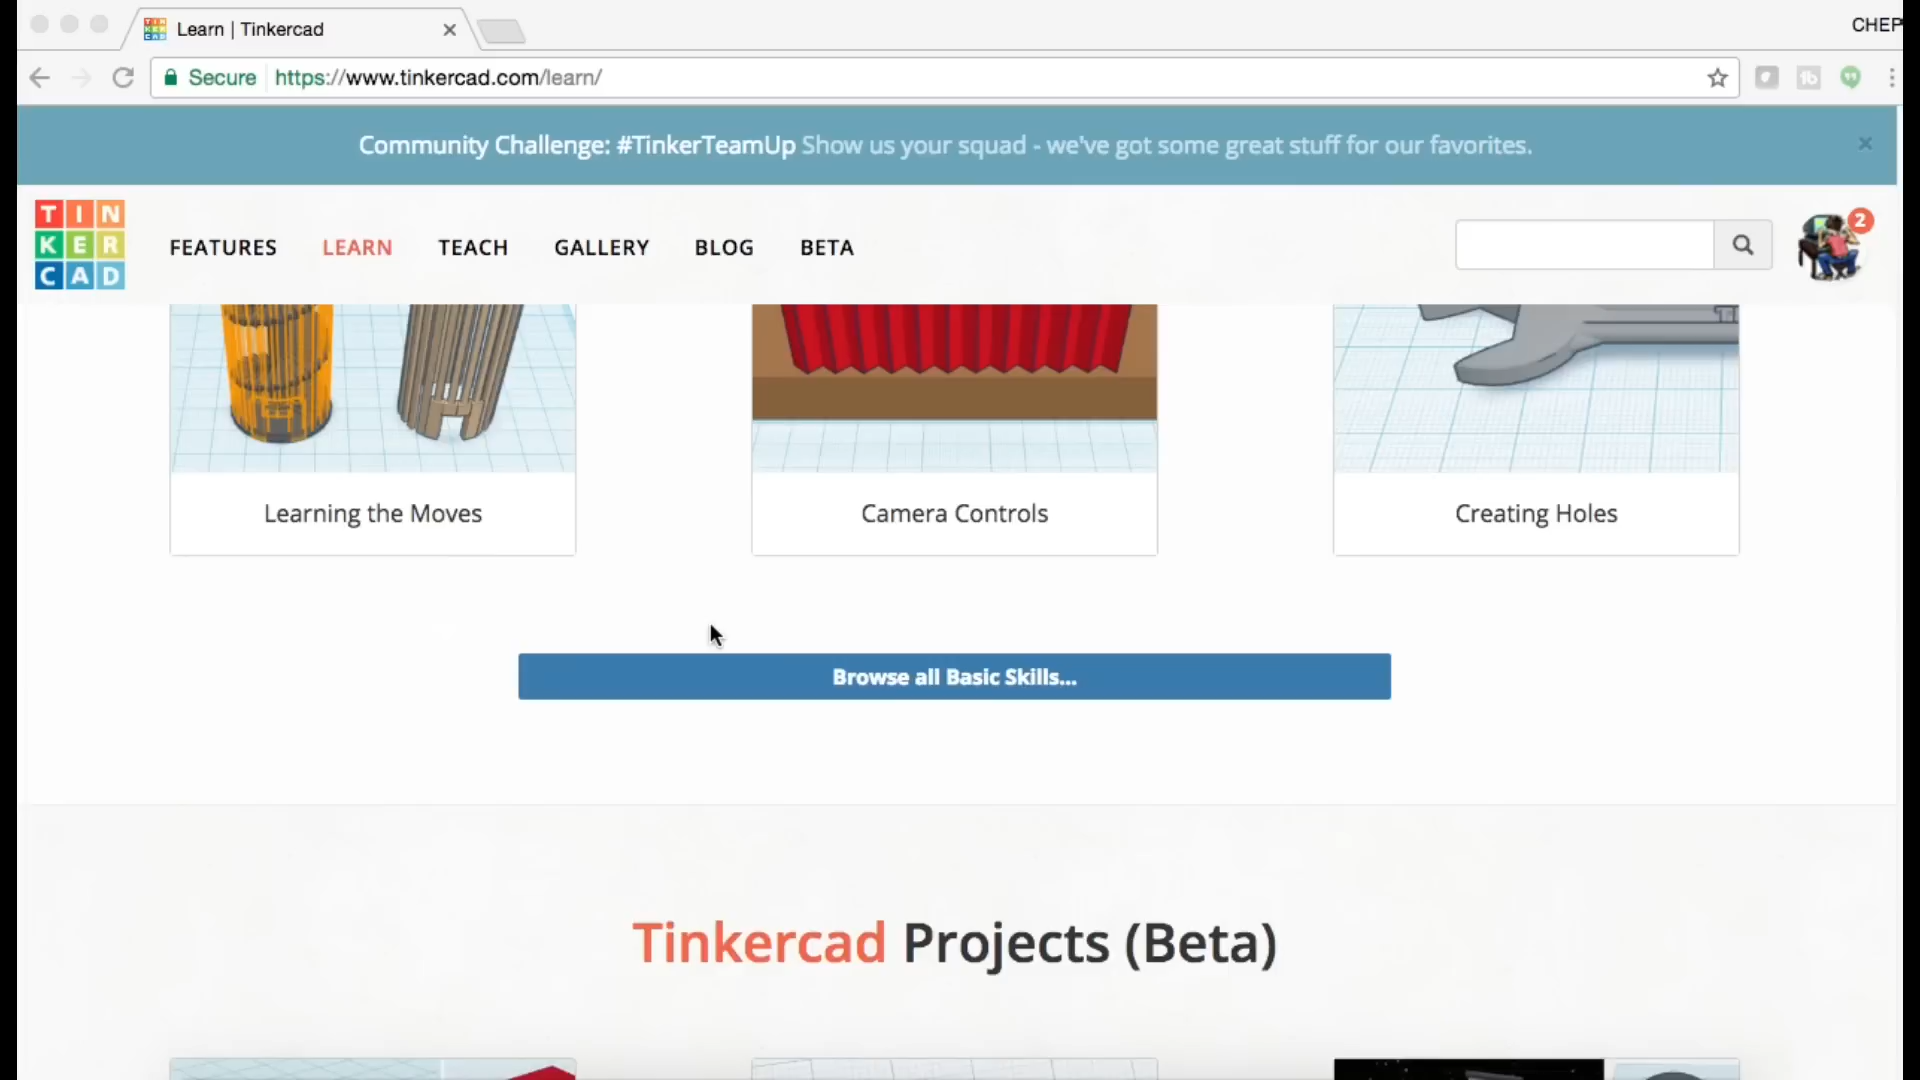 Learn | Tinkercad
CHEP
Secure
https://www.tinkercad.com/learn/
Community Challenge: #TinkerTeamUp Show us your squad - we've got some great stuff for our favorites.
TIN
KER
CAD
FEATURES LEARN TEACH GALLERY BLOG BETA
2
Learning the Moves
Camera Controls
Creating Holes
Browse all Basic Skills...
Tinkercad Projects (Beta)